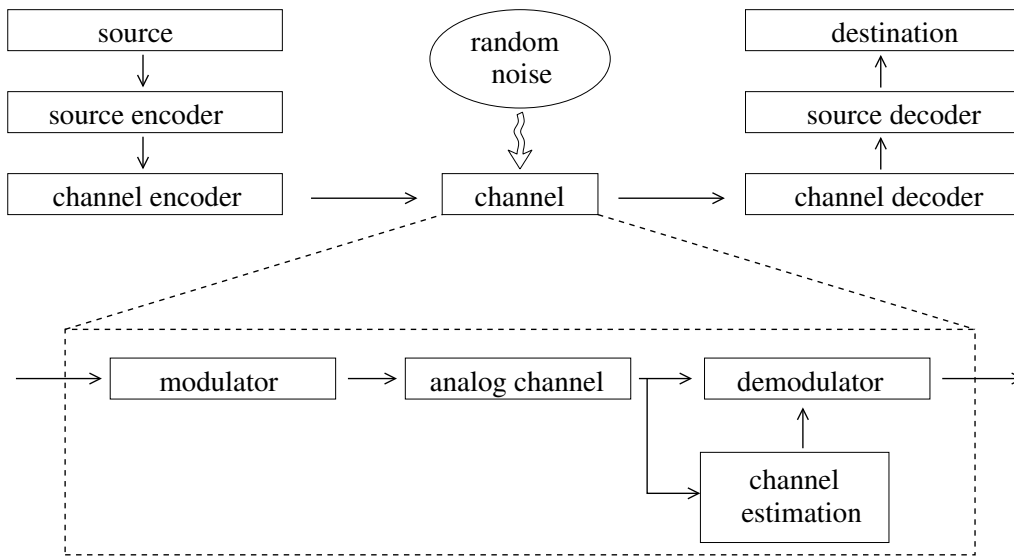 source
source encoder
channel encoder
random
noise
channel
destination
source decoder
channel decoder
modulator
analog channel
demodulator
channel
estimation